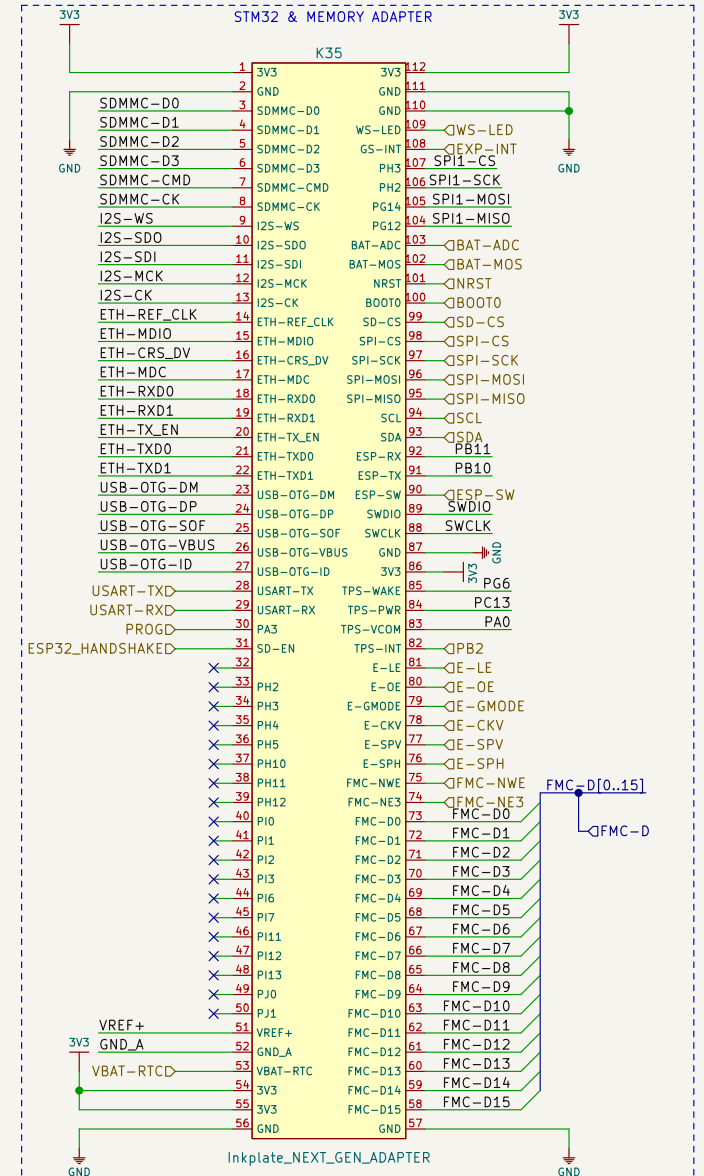 STM32 & MEMORY ADAPTER
3V3 3V3
K35
1 3V3 3V3 112
2 GND GND 111
SDMMC-D0 3 SDMMC-D0 GND 110
SDMMC-D1 4 SDMMC-D1 WS-LED 109 WS-LED
SDMMC-D2 5 SDMMC-D2 GS-INT 108 EXP-INT
SDMMC-D3 6 SDMMC-D3 PH3 107 SPI1-CS
GND GND
SDMMC-CMD 7 SDMMC-CMD PH2 106 SPI1-SCK
SDMMC-CK 8 SDMMC-CK PG14 105 SPI1-MOSI
I2S-WS 9 I2S-WS PG12 104 SPI1-MISO
I2S-SDO 10 I2S-SDO BAT-ADC 103 BAT-ADC
I2S-SDI 11 I2S-SDI BAT-MOS 102 BAT-MOS
I2S-MCK 12 I2S-MCK NRST 101 NRST
I2S-CK 13 I2S-CK BOOT0 100 BOOT0
ETH-REF_CLK 14 ETH-REF_CLK SD-CS 99 SD-CS
ETH-MDIO 15 ETH-MDIO SPI-CS 98 SPI-CS
ETH-CRS_DV 16 ETH-CRS_DV SPI-SCK 97 SPI-SCK
ETH-MDC 17 ETH-MDC SPI-MOSI 96 SPI-MOSI
ETH-RXD0 18 ETH-RXD0 SPI-MISO 95 SPI-MISO
ETH-RXD1 19 ETH-RXD1 SCL 94 SCL
ETH-TX_EN 20 ETH-TX_EN SDA 93 SDA
ETH-TXD0 21 ETH-TXD0 ESP-RX 92 PB11
ETH-TXD1 22 ETH-TXD1 ESP-TX 91 PB10
USB-OTG-DM 23 USB-OTG-DM ESP-SW 90 ESP-SW
USB-OTG-DP 24 USB-OTG-DP SWDIO 89 SWDIO
USB-OTG-SOF 25 USB-OTG-SOF SWCLK 88 SWCLK
USB-OTG-VBUS 26 USB-OTG-VBUS GND 87 GND
USB-OTG-ID 27 USB-OTG-ID 3V3 86 3V3
USART-TX 28 USART-TX TPS-WAKE 85 PG6
USART-RX 29 USART-RX TPS-PWR 84 PC13
PROG 30 PA3 TPS-VCOM 83 PA0
ESP32_HANDSHAKE 31 SD-EN TPS-INT 82 PB2
32 E-LE 81 E-LE
33 PH2 E-OE 80 E-OE
34 PH3 E-GMODE 79 E-GMODE
35 PH4 E-CKV 78 E-CKV
36 PH5 E-SPV 77 E-SPV
37 PH10 E-SPH 76 E-SPH
38 PH11 FMC-NWE 75 FMC-NWE
FMC-D[0..15]
39 PH12 FMC-NE3 74 FMC-NE3
40 PI0 FMC-D0 73 FMC-D0
FMC-D
41 PI1 FMC-D1 72 FMC-D1
42 PI2 FMC-D2 71 FMC-D2
43 PI3 FMC-D3 70 FMC-D3
44 PI6 FMC-D4 69 FMC-D4
45 PI7 FMC-D5 68 FMC-D5
46 PI11 FMC-D6 67 FMC-D6
47 PI12 FMC-D7 66 FMC-D7
48 PI13 FMC-D8 65 FMC-D8
49 PJ0 FMC-D9 64 FMC-D9
50 PJ1 FMC-D10 63 FMC-D10
VREF+ 51 VREF+ FMC-D11 62 FMC-D11
3V3 GND_A 52 GND_A FMC-D12 61 FMC-D12
VBAT-RTC 53 VBAT-RTC FMC-D13 60 FMC-D13
54 3V3 FMC-D14 59 FMC-D14
55 3V3 FMC-D15 58 FMC-D15
56 GND GND 57
Inkplate_NEXT_GEN_ADAPTER
GND GND